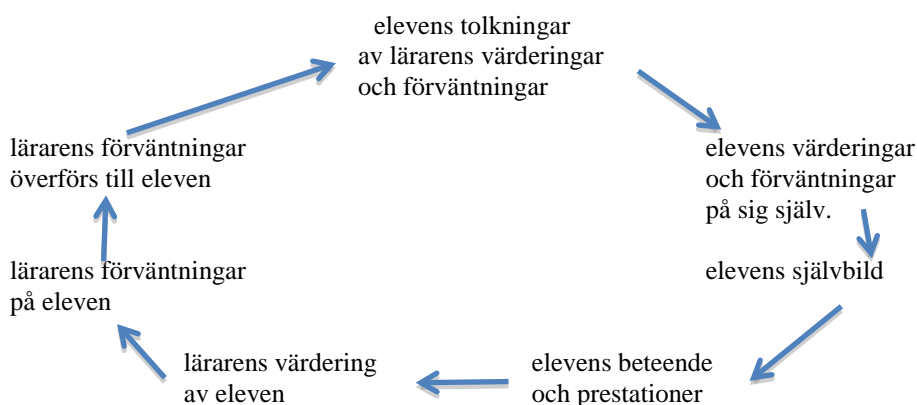 elevens tolkningar
av lärarens värderingar
och förväntningar
lärarens förväntningar
överförs till eleven
elevens värderingar
och förväntningar
på sig själv.
lärarens förväntningar
på eleven
elevens självbild
lärarens värdering
av eleven
elevens beteende
och prestationer